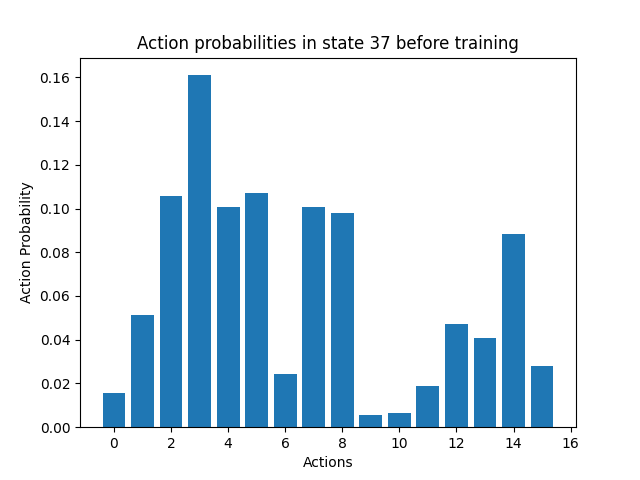 Action probabilities in state 37 before training
0.16
0.14
0.12
0.10
0.08
0.06
0.04
0.02
0.00
Action Probability
0 2 4 6 8 10 12 14 16
Actions